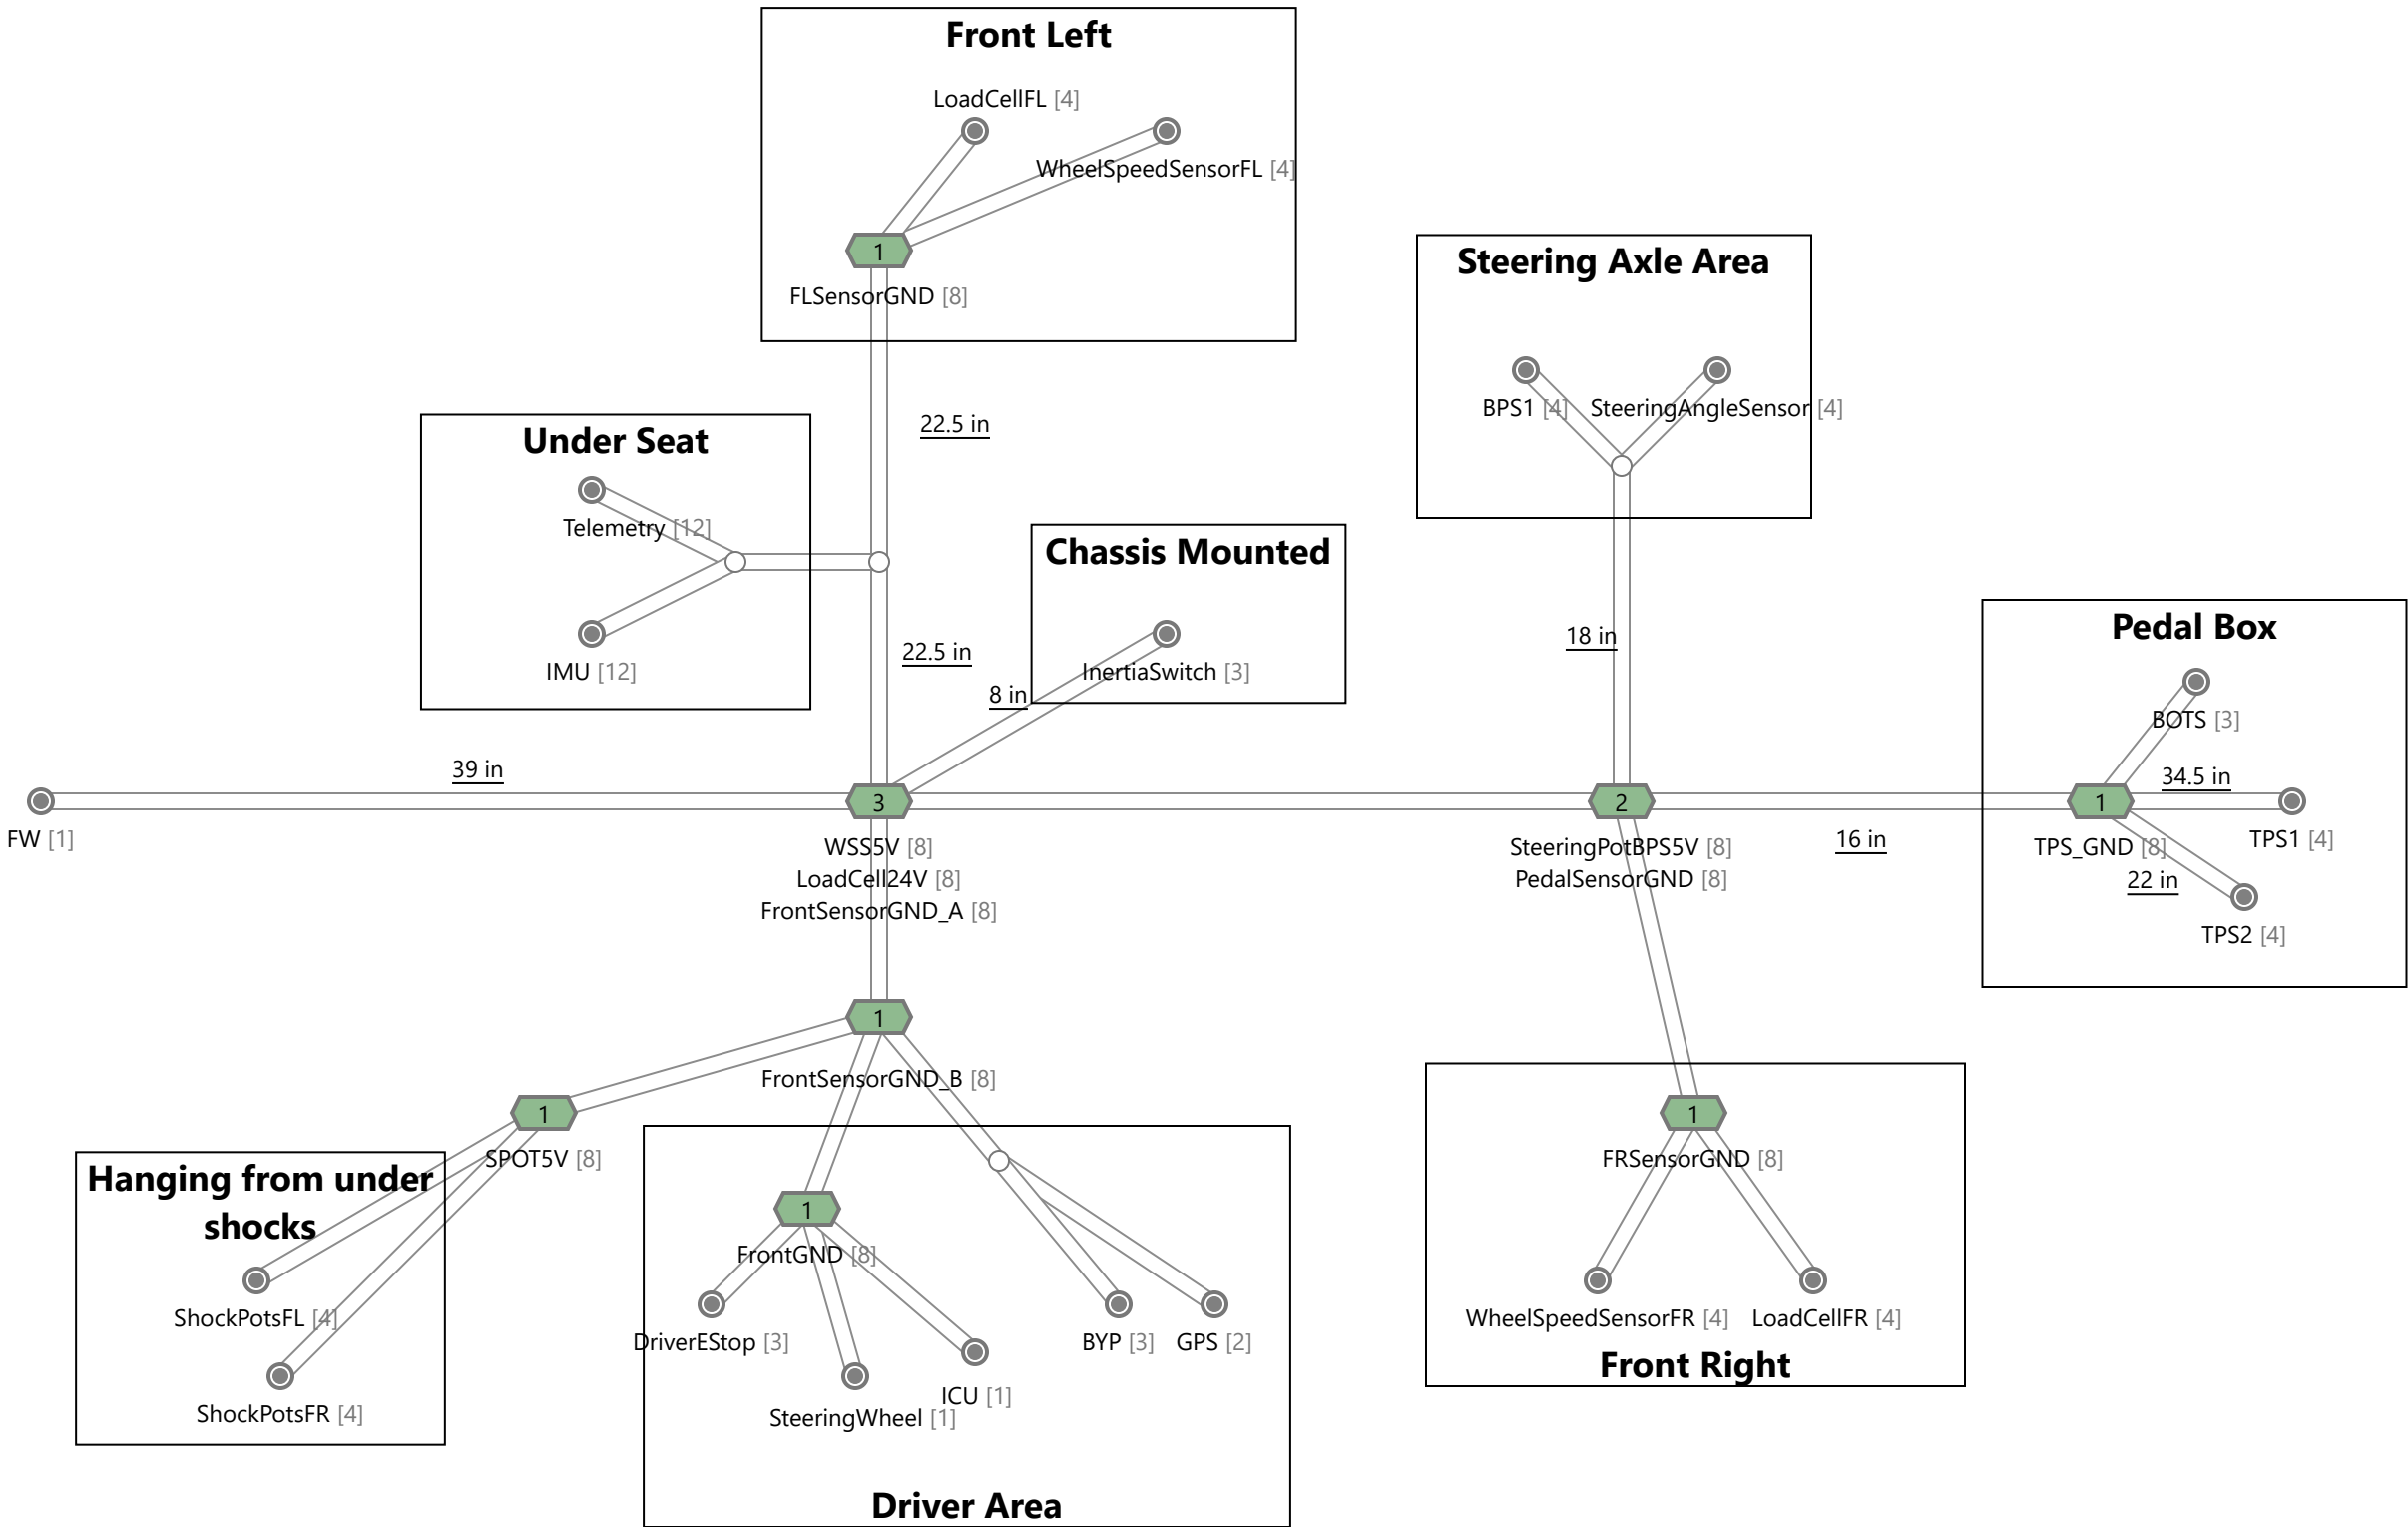 Front Left
LoadCellFL [4]
WheelSpeedSensorFL [4]
1
FLSensorGND [8]
Steering Axle Area
BPS1 [4]
SteeringAngleSensor [4]
22.5 in
Under Seat
Telemetry [12]
IMU [12]
Chassis Mounted
InertiaSwitch [3]
22.5 in
8 in
18 in
Pedal Box
BOTS [3]
34.5 in
1
TPS_GND [8]
TPS1 [4]
22 in
TPS2 [4]
39 in
FW [1]
3
WSS5V [8]
LoadCell24V [8]
FrontSensorGND_A [8]
2
SteeringPotBPS5V [8]
PedalSensorGND [8]
16 in
1
FrontSensorGND_B [8]
1
SPOT5V [8]
Hanging from under
shocks
ShockPotsFL [4]
ShockPotsFR [4]
1
FrontGND [8]
DriverEStop [3]
SteeringWheel [1]
ICU [1]
BYP [3]
GPS [2]
Driver Area
1
FRSensorGND [8]
WheelSpeedSensorFR [4]
LoadCellFR [4]
Front Right